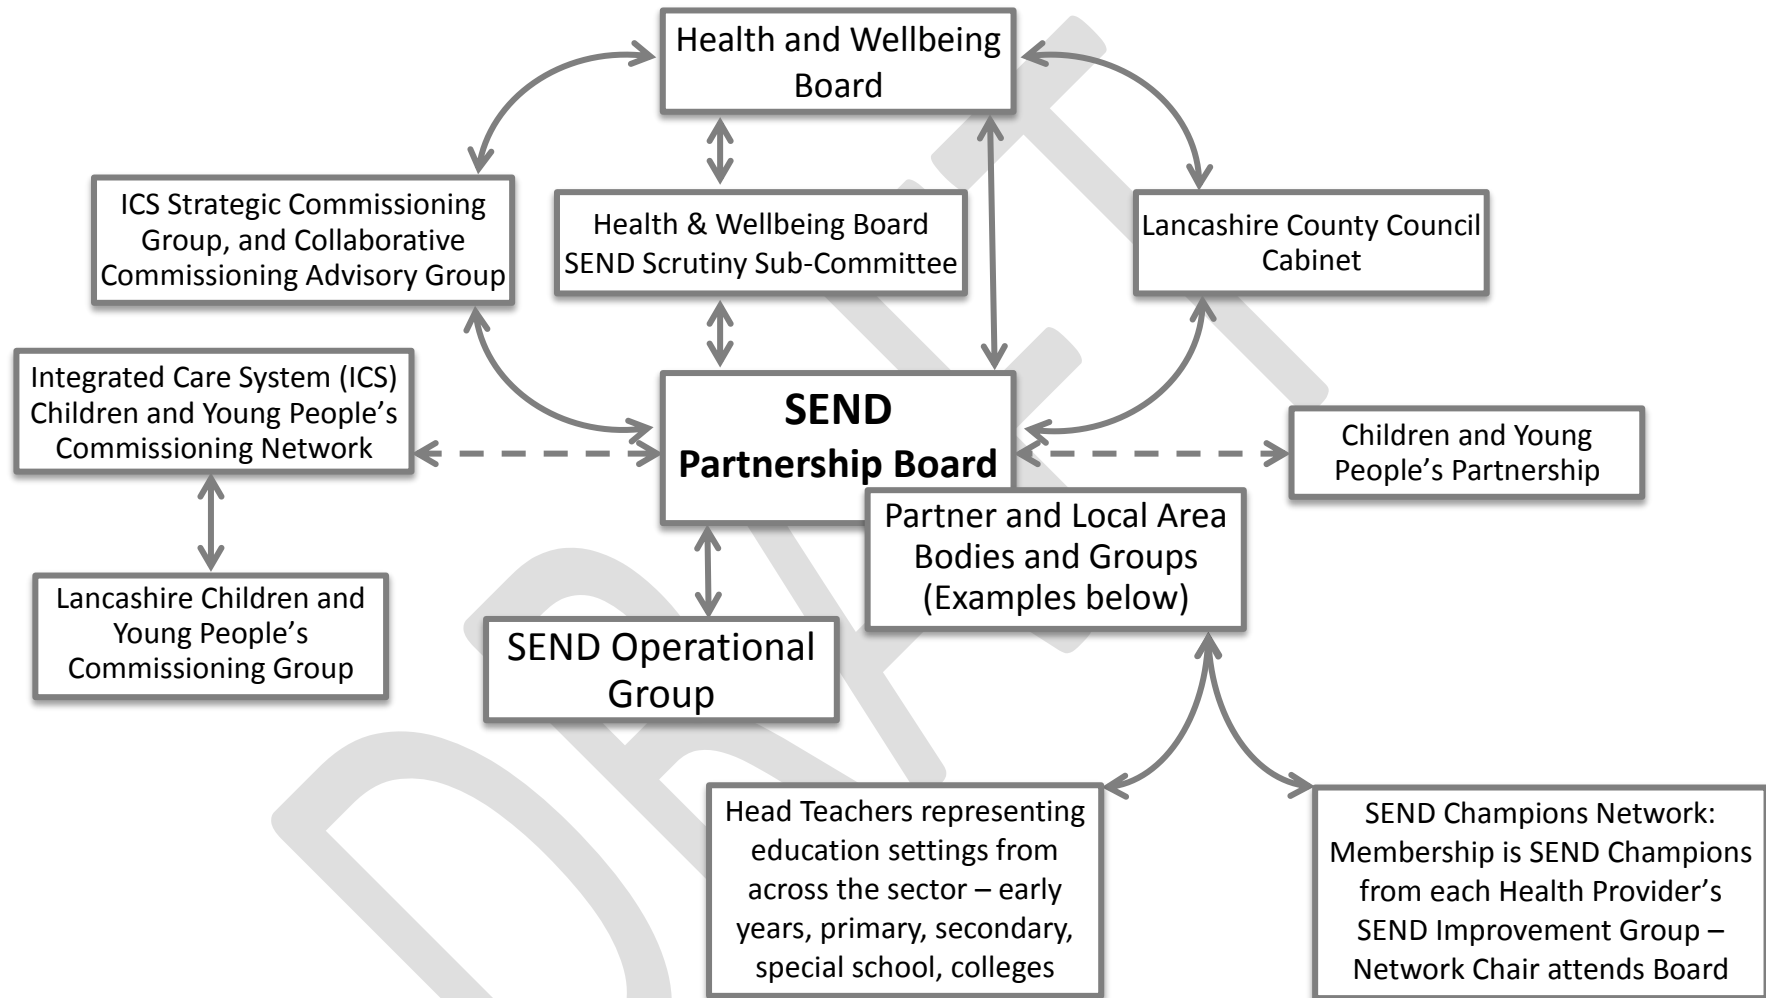 Health and Wellbeing
Board
ICS Strategic Commissioning
Group, and Collaborative
Commissioning Advisory Group
Health & Wellbeing Board
SEND Scrutiny Sub-Committee
Lancashire County Council
Cabinet
Integrated Care System (ICS)
Children and Young People’s
Commissioning Network
SEND
Partnership Board
Children and Young
People’s Partnership
Partner and Local Area
Bodies and Groups
(Examples below)
Lancashire Children and
Young People’s
Commissioning Group
SEND Operational
Group
Head Teachers representing
education settings from
across the sector – early
years, primary, secondary,
special school, colleges
SEND Champions Network:
Membership is SEND Champions
from each Health Provider’s
SEND Improvement Group –
Network Chair attends Board
DRAFT